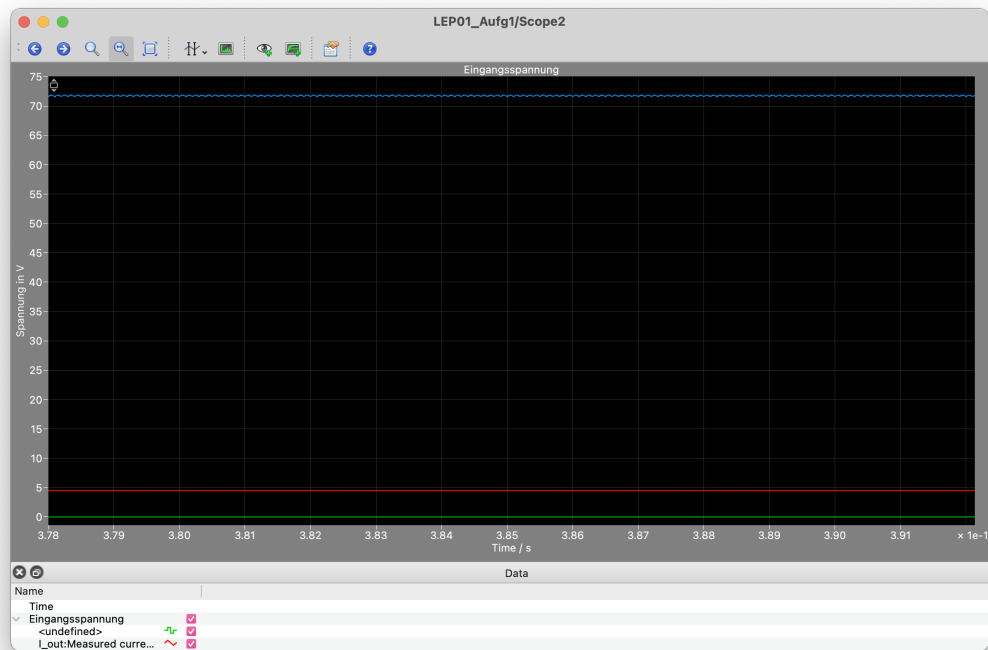 LEP01_Aufg1/Scope2
Eingangsspannung
75
70
65
60
55
50
45
40
35
30
25
20
15
10
5
0
Spannung in V
3.78 3.79 3.80 3.81 3.82 3.83 3.84 3.85 3.86 3.87 3.88 3.89 3.90 3.91 × 1e-1
Time / s
Data
Name
Time
Eingangsspannung
<undefined>
I_out:Measured curre...